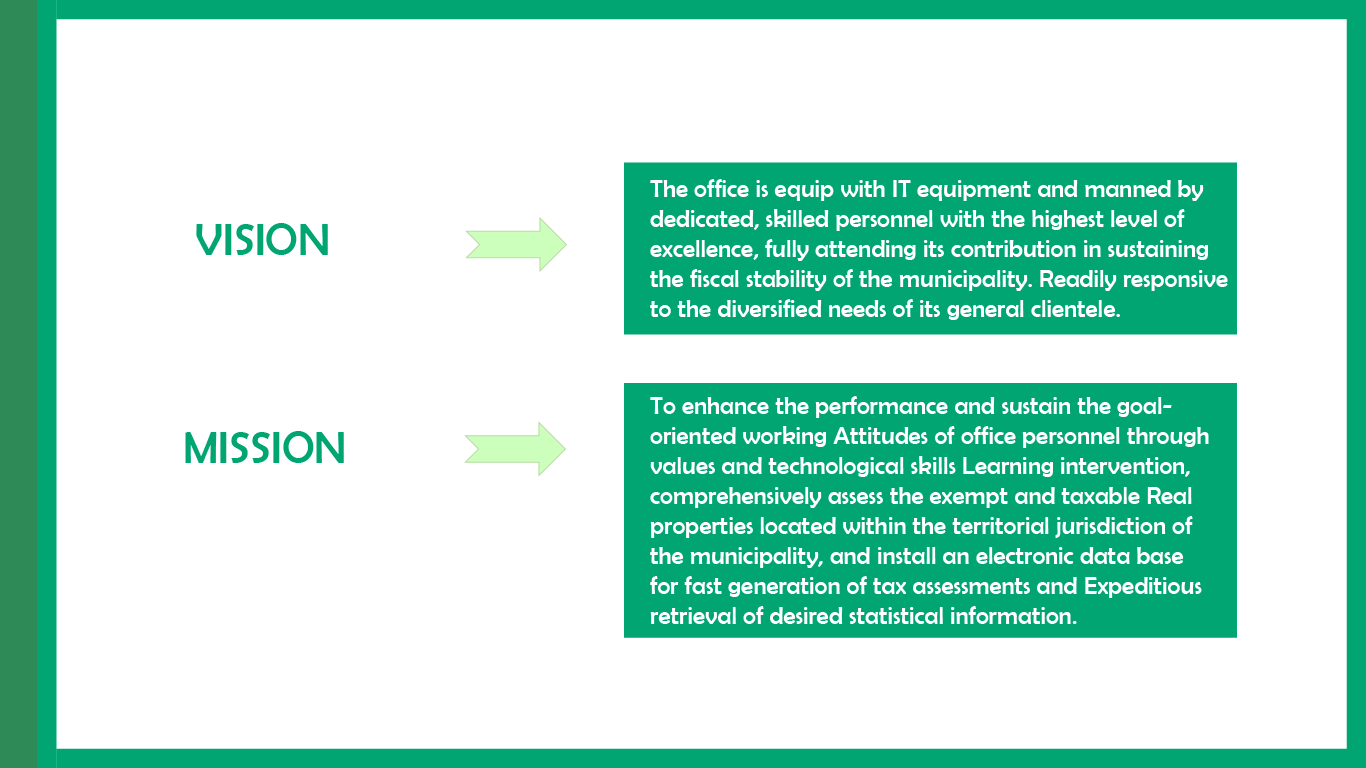 VISION
The office is equip with IT equipment and manned by
dedicated, skilled personnel with the highest level of
excellence, fully attending its contribution in sustaining
the fiscal stability of the municipality. Readily responsive
to the diversified needs of its general clientele.
MISSION
To enhance the performance and sustain the goal-
oriented working Attitudes of office personnel through
values and technological skills Learning intervention,
comprehensively assess the exempt and taxable Real
properties located within the territorial jurisdiction of
the municipality, and install an electronic data base
for fast generation of tax assessments and Expeditious
retrieval of desired statistical information.